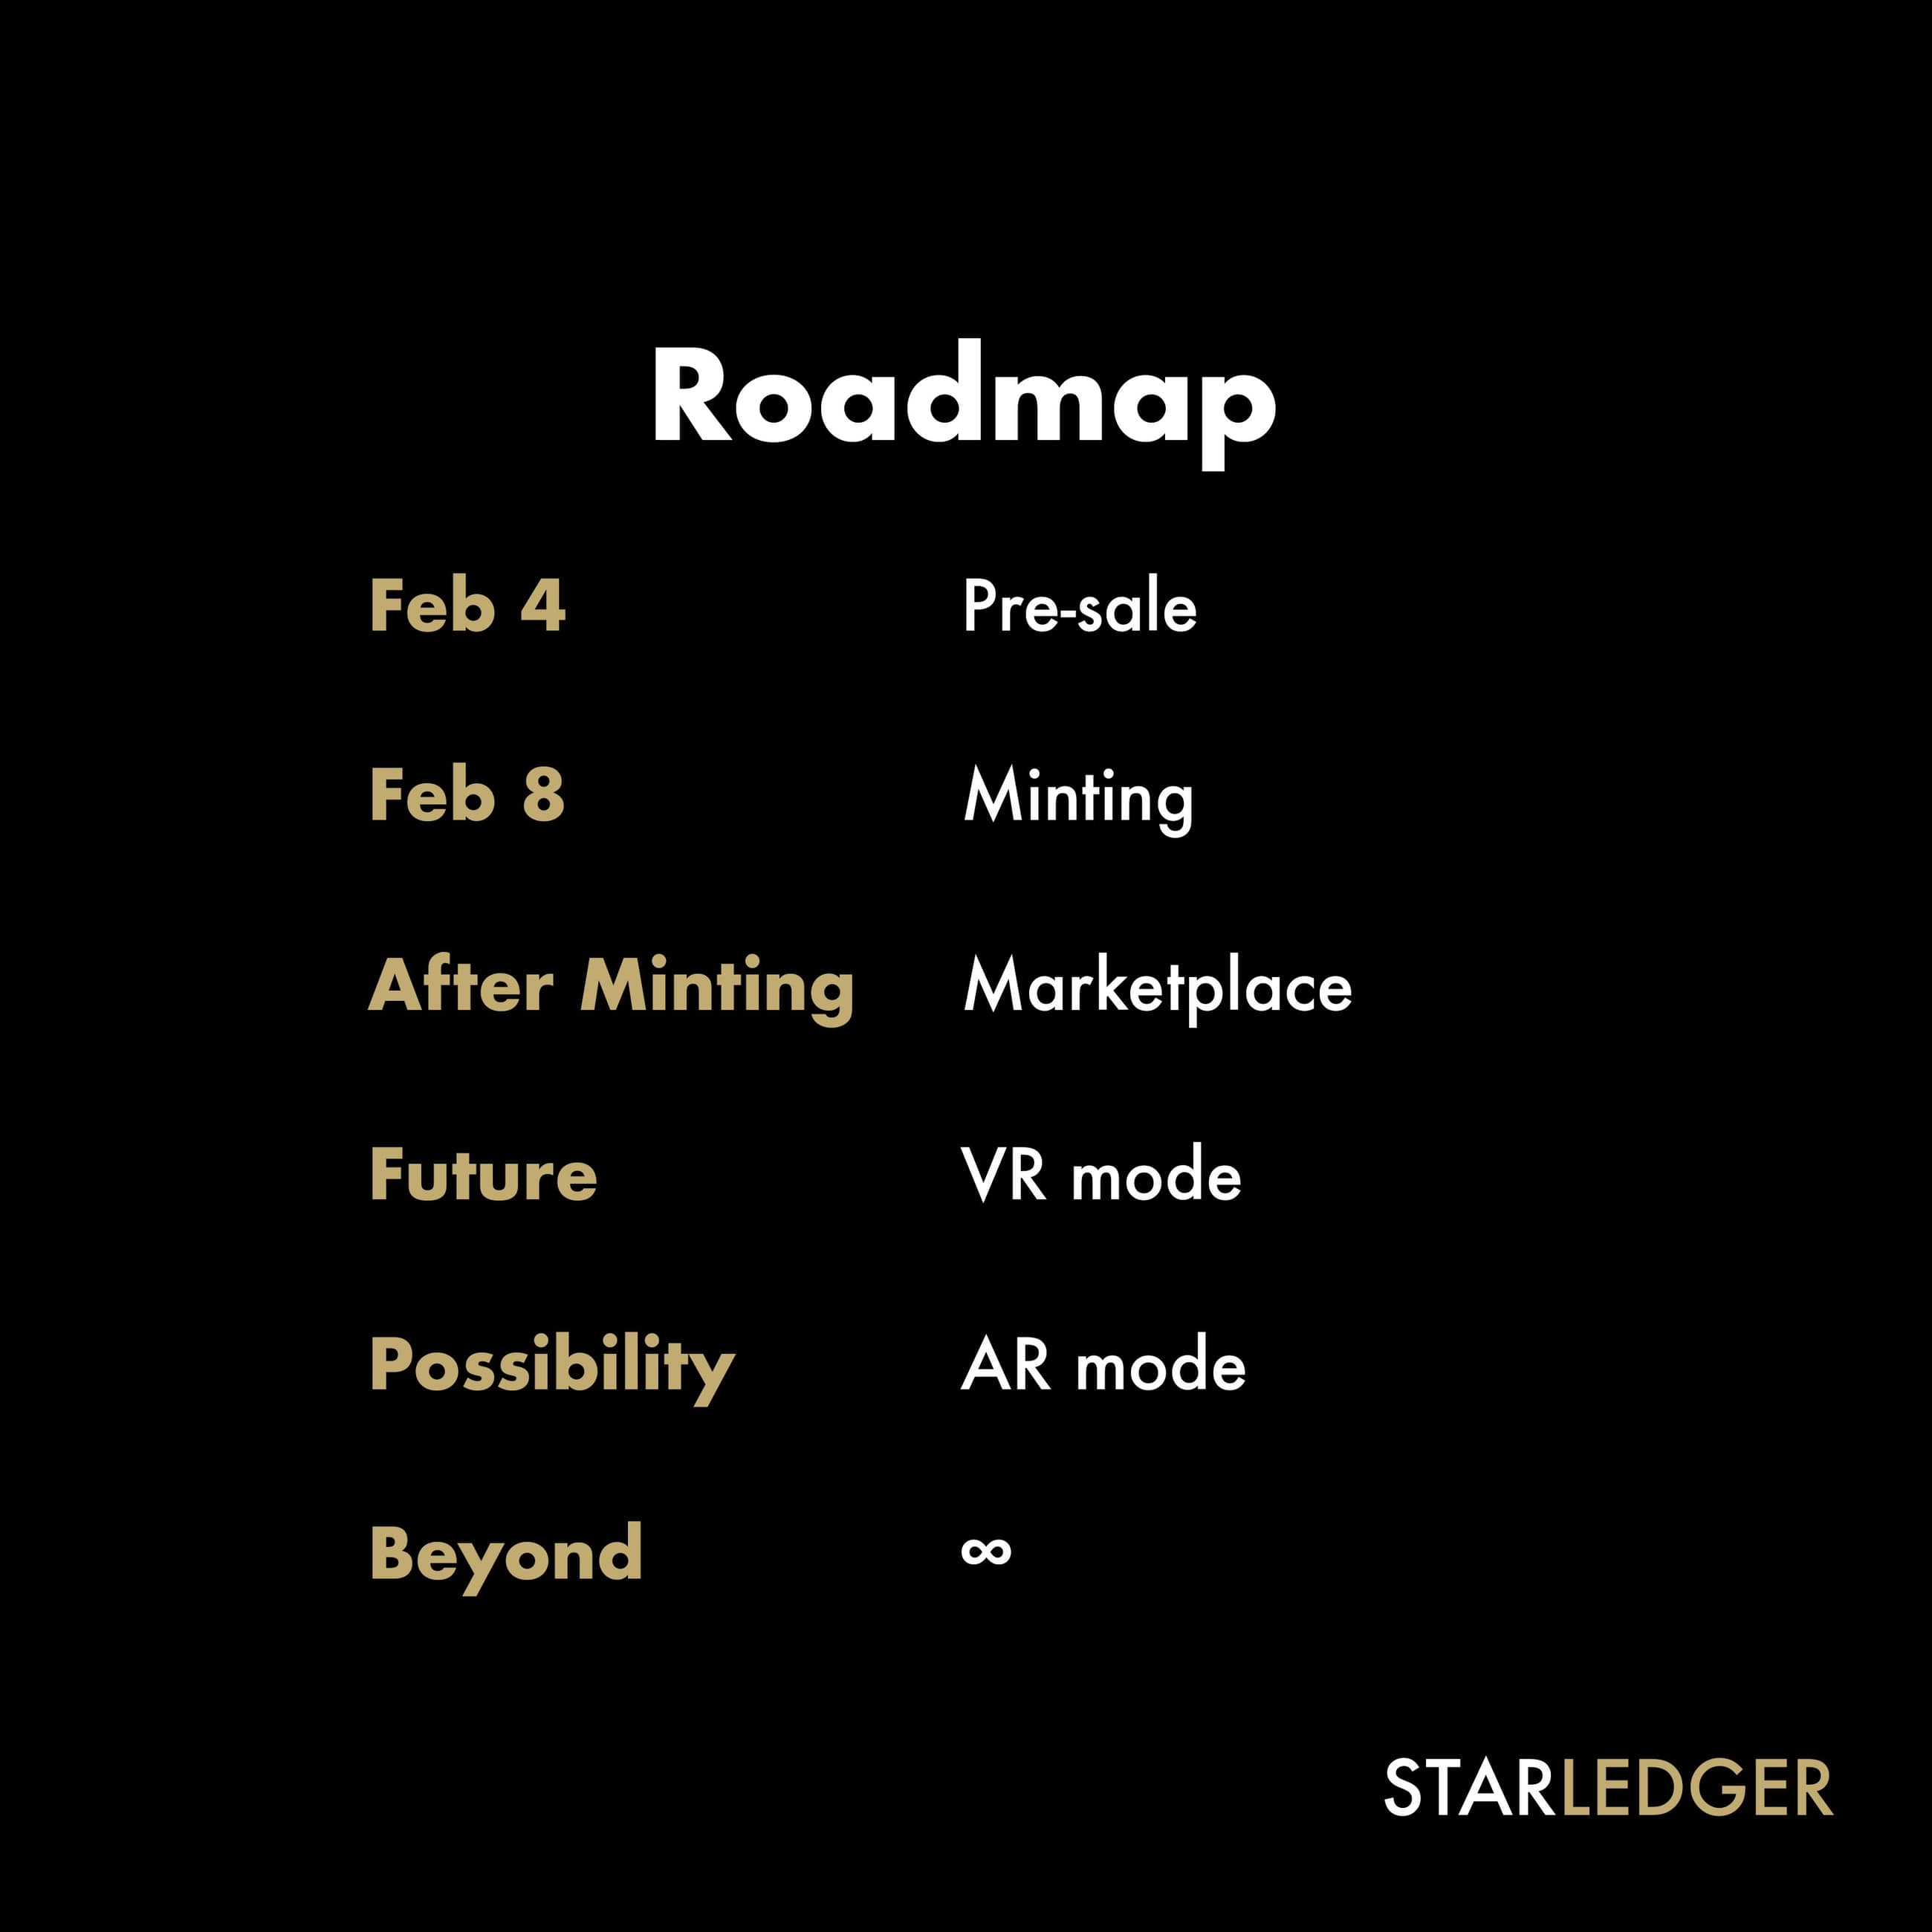 Roadmap
Feb 4 Pre-sale
Feb 8 Minting
After Minting Marketplace
Future VR mode
Possibility AR mode
Beyond ∞
STARLEDGER